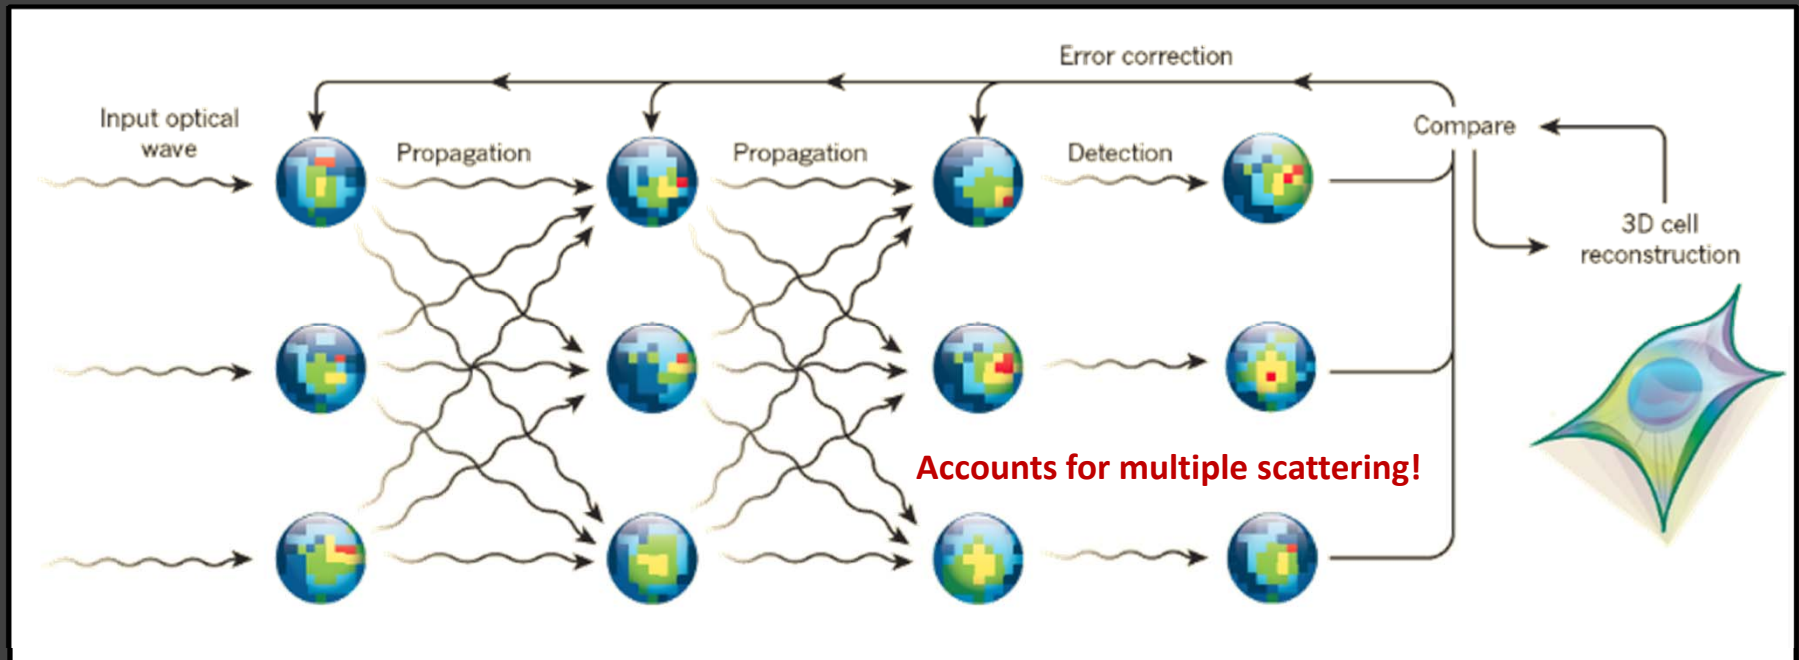 Error correction
Input optical
wave
Propagation
Propagation
Detection
Compare
3D cell
reconstruction
Accounts for multiple scattering!